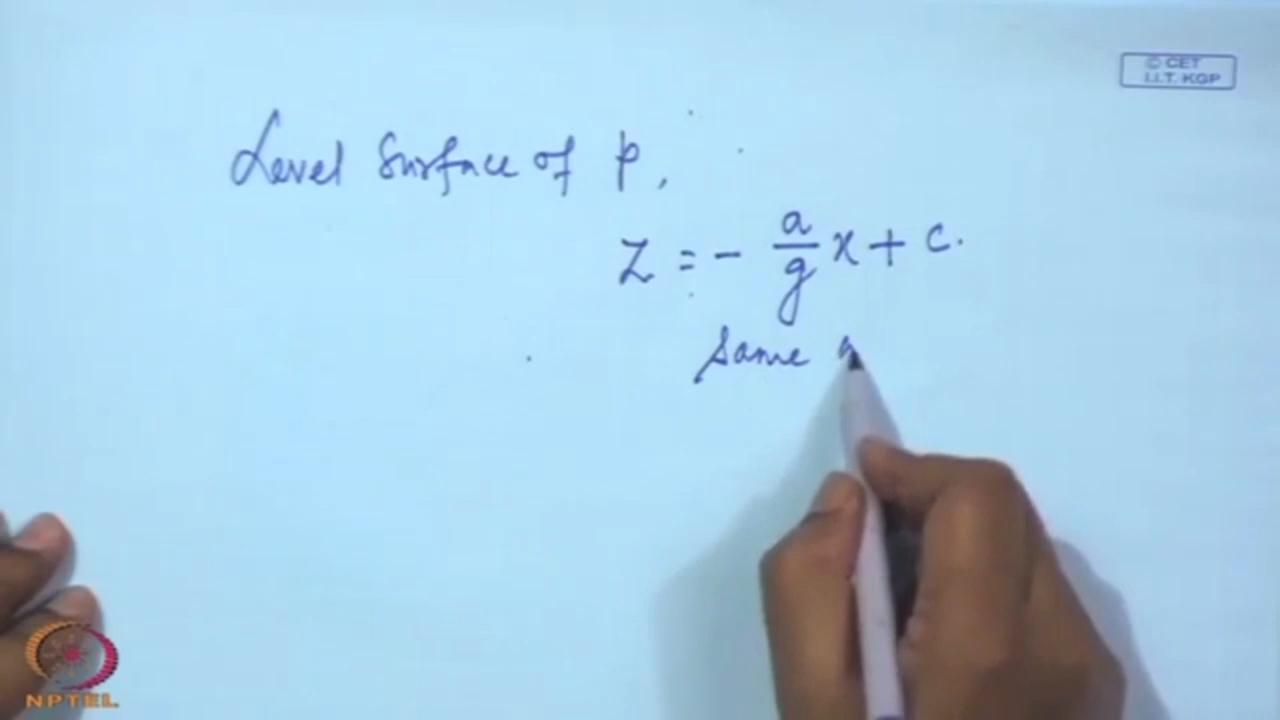 © CET
I.I.T. KGP
Level Surface of p,
z = - a/g x + c.
same
NPTEL